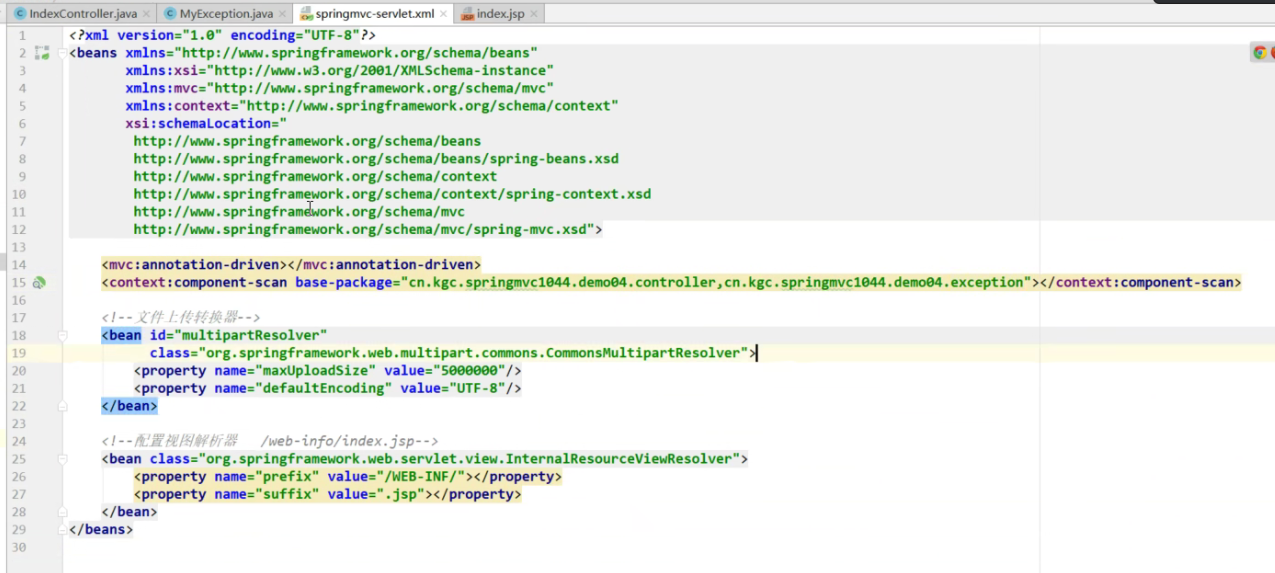 IndexController.java
MyException.java
springmvc-servlet.xml
index.jsp
1 <?xml version="1.0" encoding="UTF-8"?>
2 <beans xmlns="http://www.springframework.org/schema/beans"
3 xmlns:xsi="http://www.w3.org/2001/XMLSchema-instance"
4 xmlns:mvc="http://www.springframework.org/schema/mvc"
5 xmlns:context="http://www.springframework.org/schema/context"
6 xsi:schemaLocation="
7 http://www.springframework.org/schema/beans
8 http://www.springframework.org/schema/beans/spring-beans.xsd
9 http://www.springframework.org/schema/context
10 http://www.springframework.org/schema/context/spring-context.xsd
11 http://www.springframework.org/schema/mvc
12 http://www.springframework.org/schema/mvc/spring-mvc.xsd">
13
14 <mvc:annotation-driven></mvc:annotation-driven>
15 <context:component-scan base-package="cn.kgc.springmvc1044.demo04.controller,cn.kgc.springmvc1044.demo04.exception"></context:component-scan>
16
17 <!--文件上传转换器-->
18 <bean id="multipartResolver"
19 class="org.springframework.web.multipart.commons.CommonsMultipartResolver">
20 <property name="maxUploadSize" value="5000000"/>
21 <property name="defaultEncoding" value="UTF-8"/>
22 </bean>
23
24 <!--配置视图解析器 /web-info/index.jsp-->
25 <bean class="org.springframework.web.servlet.view.InternalResourceViewResolver">
26 <property name="prefix" value="/WEB-INF/"></property>
27 <property name="suffix" value=".jsp"></property>
28 </bean>
29 </beans>
30